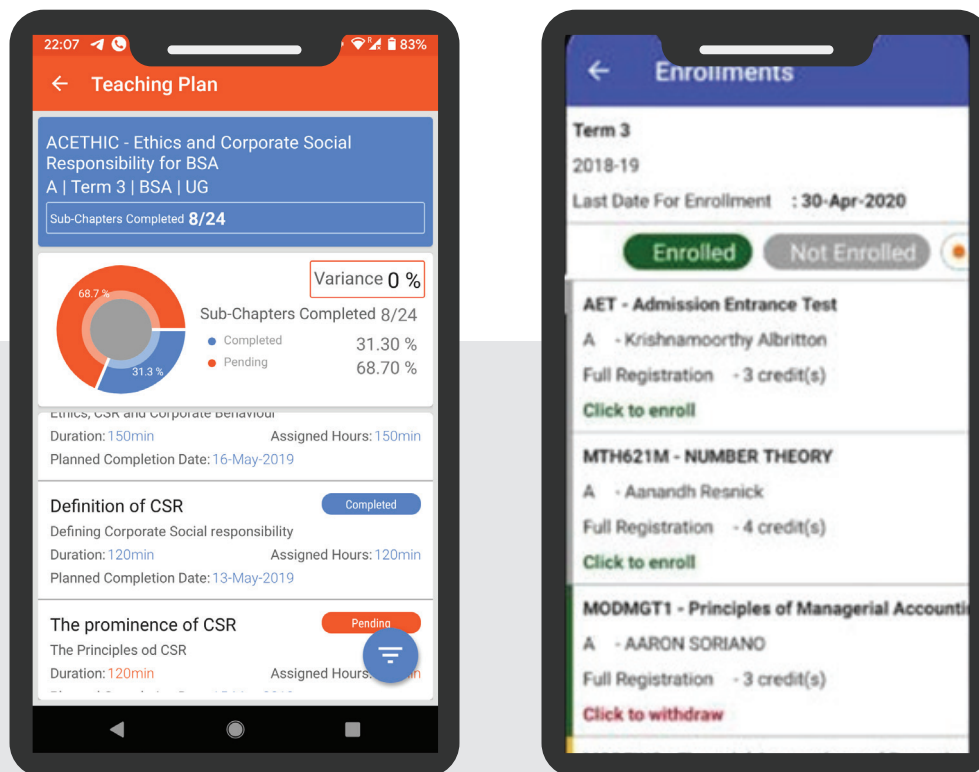 22:07
83%
Teaching Plan
ACETHIC - Ethics and Corporate Social
Responsibility for BSA
A | Term 3 | BSA | UG
Sub-Chapters Completed 8/24
Variance 0 %
68.7 %
31.3 %
Sub-Chapters Completed 8/24
Completed 31.30 %
Pending 68.70 %
Ethics, CSR and Corporate Behaviour
Duration: 150min Assigned Hours: 150min
Planned Completion Date: 16-May-2019
Definition of CSR Completed
Defining Corporate Social responsibility
Duration: 120min Assigned Hours: 120min
Planned Completion Date: 13-May-2019
The prominence of CSR Pending
The Principles od CSR
Duration: 120min Assigned Hours:
Enrollments
Term 3
2018-19
Last Date For Enrollment : 30-Apr-2020
Enrolled Not Enrolled
AET - Admission Entrance Test
A - Krishnamoorthy Albritton
Full Registration - 3 credit(s)
Click to enroll
MTH621M - NUMBER THEORY
A - Aanandh Resnick
Full Registration - 4 credit(s)
Click to enroll
MODMGT1 - Principles of Managerial Accounti
A - AARON SORIANO
Full Registration - 3 credit(s)
Click to withdraw